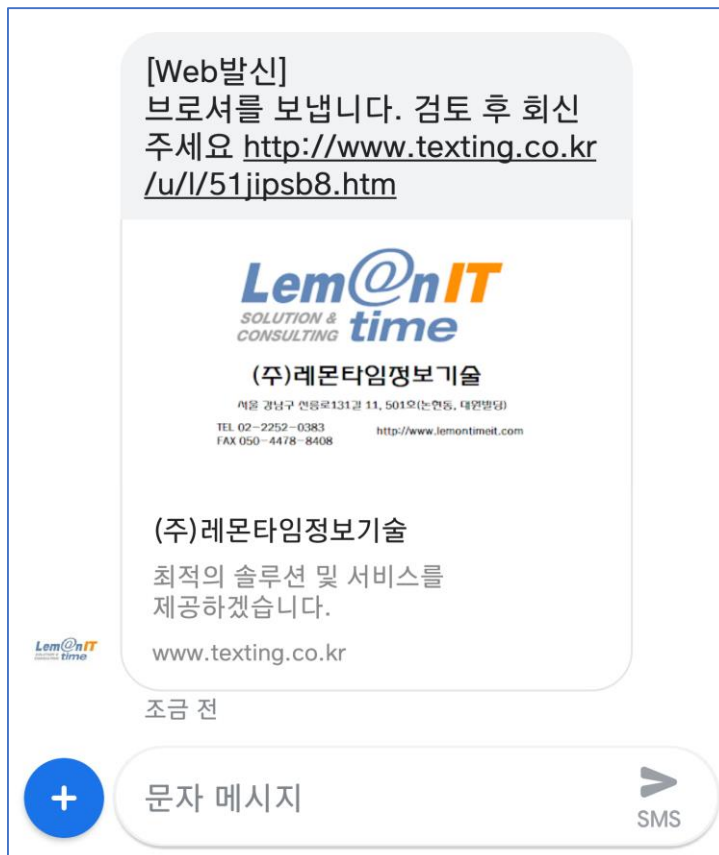 [Web발신]
브로셔를 보냅니다. 검토 후 회신
주세요 http://www.texting.co.kr
/u/l/51jipsb8.htm
Lem@nIT
SOLUTION &
CONSULTING time
(주)레몬타임정보기술
서울 강남구 선릉로131길 11, 501호(논현동, 대원빌딩)
TEL 02-2252-0383 http://www.lemontimeit.com
FAX 050-4478-8408
(주)레몬타임정보기술
최적의 솔루션 및 서비스를
제공하겠습니다.
www.texting.co.kr
Lem@nIT
SOLUTION &
CONSULTING time
조금 전
문자 메시지
SMS